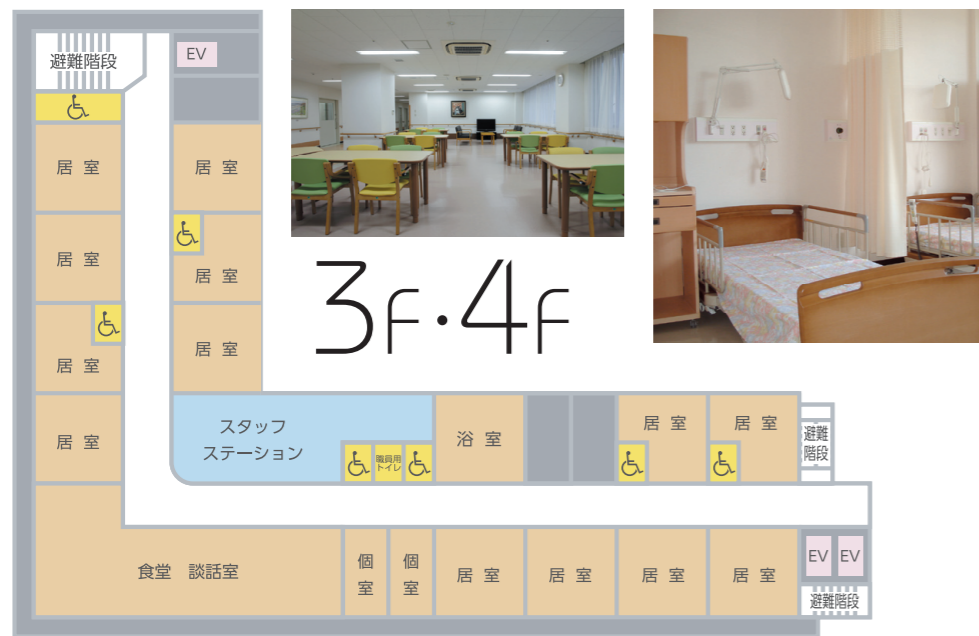 避難階段
EV
居 室
居 室
居 室
居 室
居 室
居 室
居 室
3F・4F
スタッフ
ステーション
職員用
トイレ
浴 室
居 室
居 室
避難
階段
食堂 談話室
個
室
個
室
居 室
居 室
居 室
居 室
EV
EV
避難階段